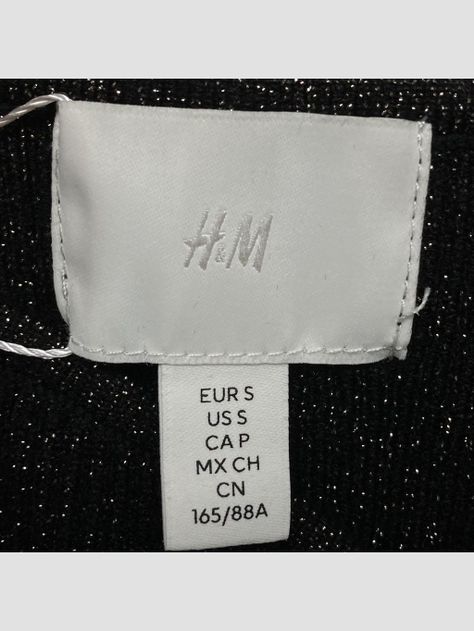 H&M
EUR S
US S
CA P
MX CH
CN
165/88A